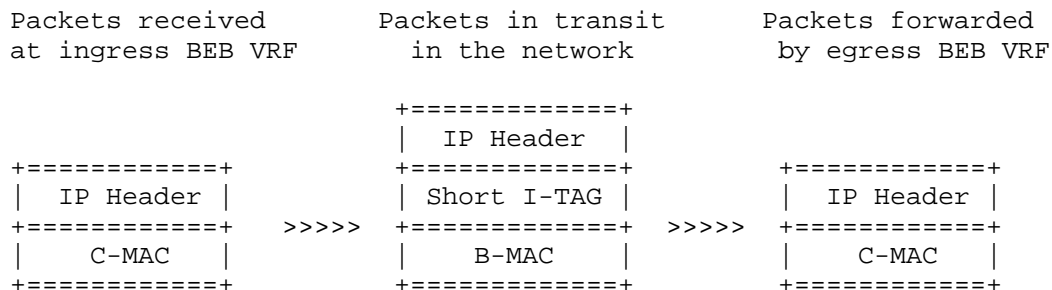 Packets received      Packets in transit      Packets forwarded
at ingress BEB VRF      in the network        by egress BEB VRF
IP Header
IP Header      Short I-TAG      IP Header
>>>>>      >>>>>
C-MAC      B-MAC      C-MAC